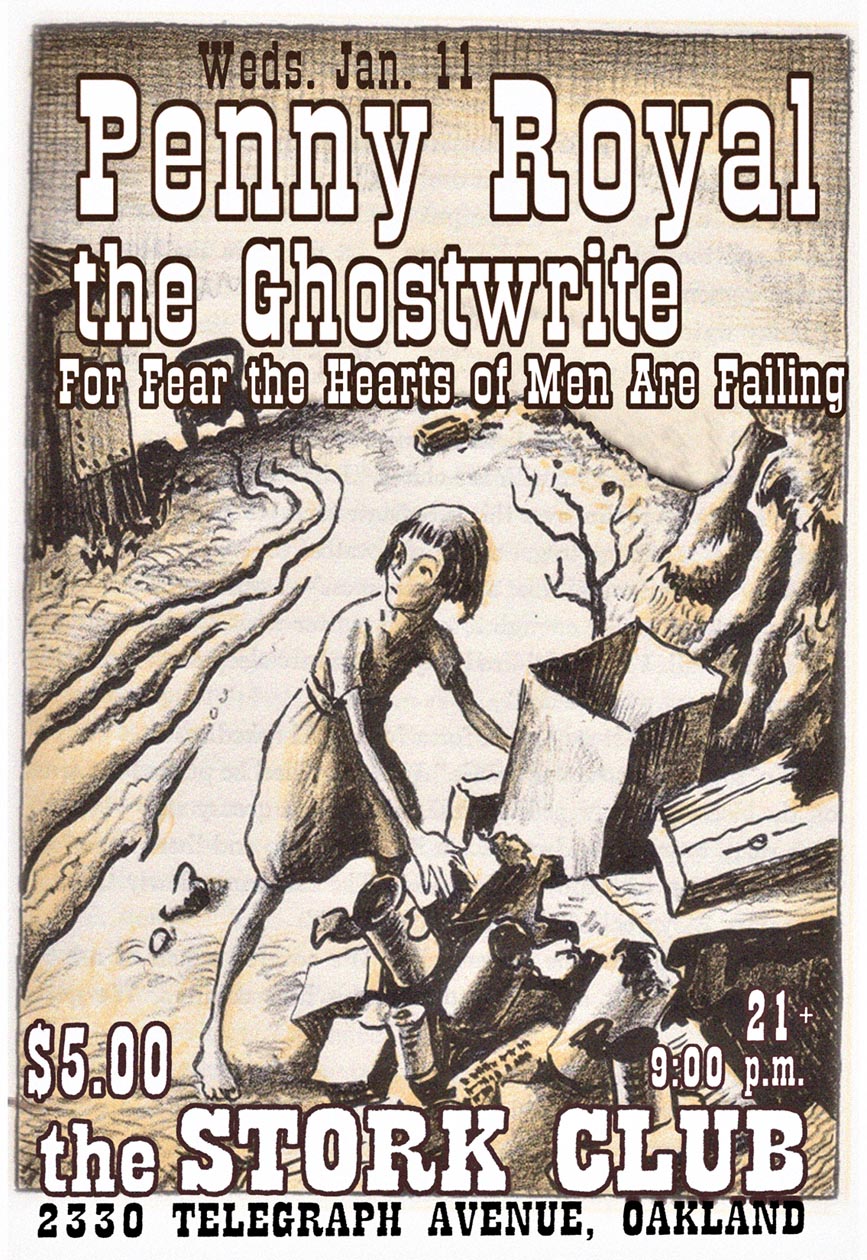 Weds. Jan. 11
Penny Royal
the Ghostwrite
For Fear the Hearts of Men Are Failing
21+
$5.00
9:00 p.m.
the STORK CLUB
2330 TELEGRAPH AVENUE, OAKLAND